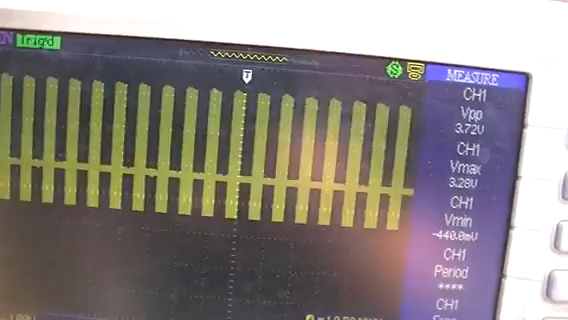 Trig'd
T
MEASURE
CH1
Vpp
3.72V
CH1
Vmax
3.28V
CH1
Vmin
-440.0mV
CH1
Period
****
CH1